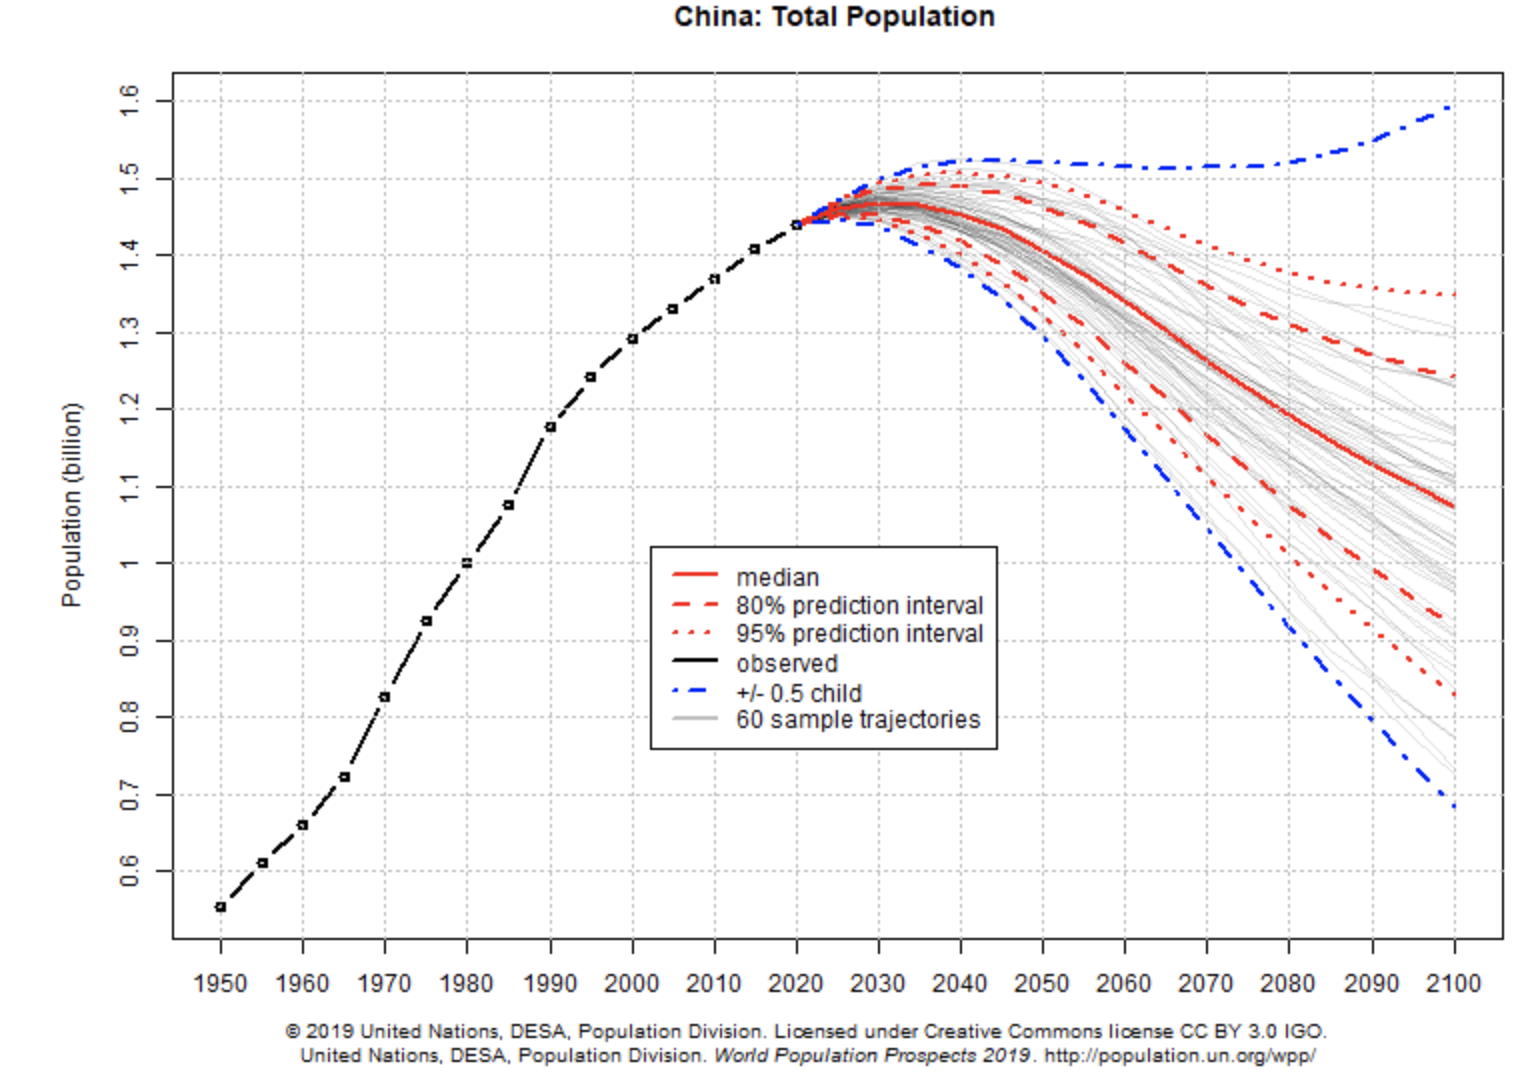 China: Total Population
Population (billion)
1.6
1.5
1.4
1.3
1.2
1.1
1
0.9
0.8
0.7
0.6
median
80% prediction interval
95% prediction interval
observed
+/- 0.5 child
60 sample trajectories
1950 1960 1970 1980 1990 2000 2010 2020 2030 2040 2050 2060 2070 2080 2090 2100
© 2019 United Nations, DESA, Population Division. Licensed under Creative Commons license CC BY 3.0 IGO.
United Nations, DESA, Population Division. World Population Prospects 2019. http://population.un.org/wpp/